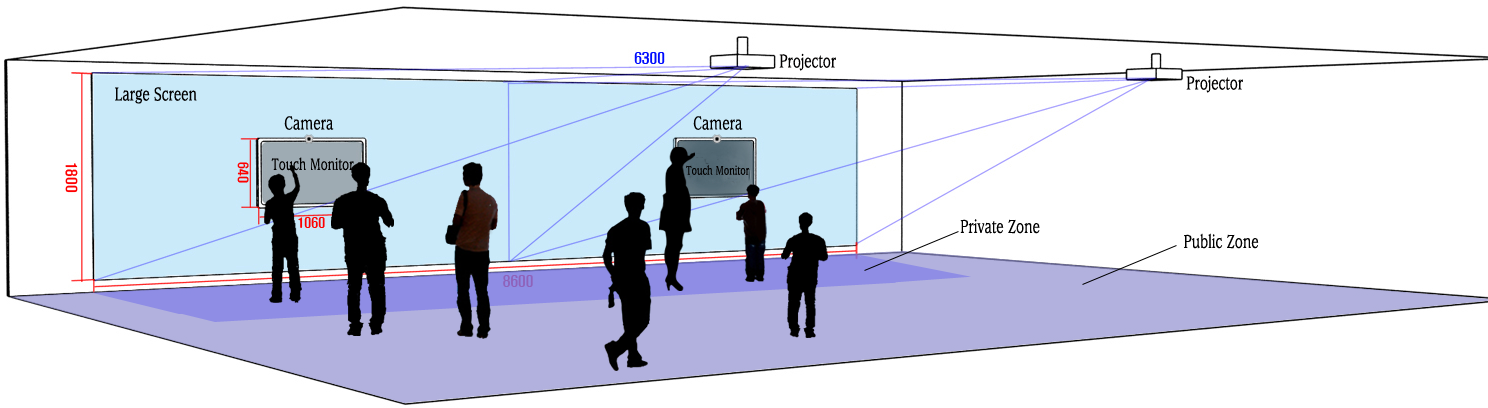 6300
Projector
Projector
Large Screen
Camera
Camera
Touch Monitor
Touch Monitor
1800
640
1060
Private Zone
Public Zone
8600